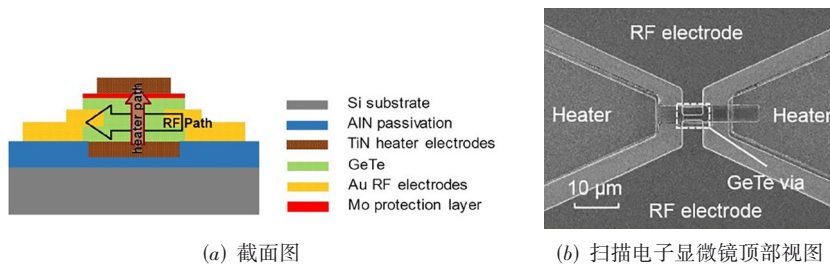 heater path
RF Path
Si substrate
AlN passivation
TiN heater electrodes
GeTe
Au RF electrodes
Mo protection layer
(a) 截面图
RF electrode
Heater
Heater
GeTe via
10 μm
RF electrode
(b) 扫描电子显微镜顶部视图